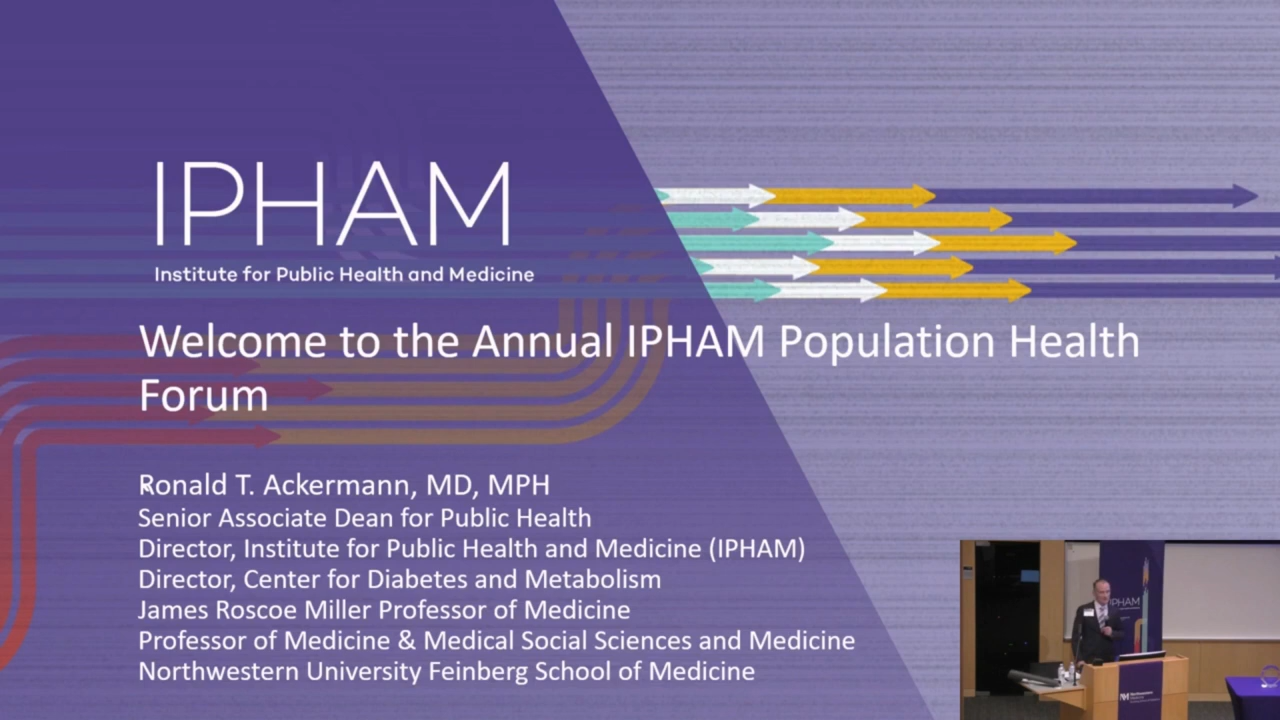 IPHAM
Institute for Public Health and Medicine
Welcome to the Annual IPHAM Population Health
Forum
Ronald T. Ackermann, MD, MPH
Senior Associate Dean for Public Health
Director, Institute for Public Health and Medicine (IPHAM)
Director, Center for Diabetes and Metabolism
James Roscoe Miller Professor of Medicine
Professor of Medicine & Medical Social Sciences and Medicine
Northwestern University Feinberg School of Medicine
IPHAM